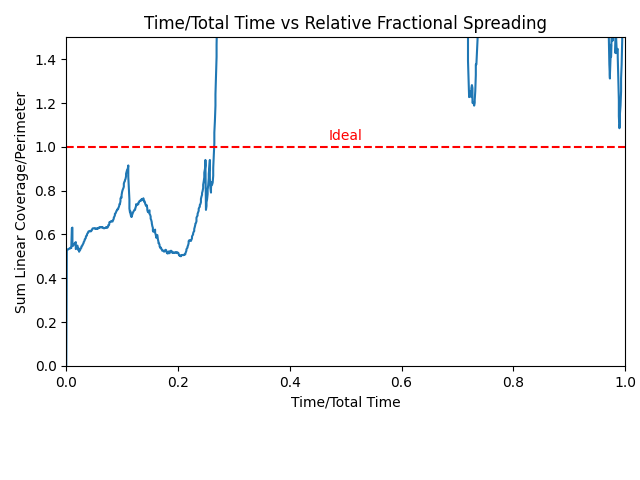 Time/Total Time vs Relative Fractional Spreading
Sum Linear Coverage/Perimeter
1.4
1.2
1.0
0.8
0.6
0.4
0.2
0.0
Ideal
0.0 0.2 0.4 0.6 0.8 1.0
Time/Total Time